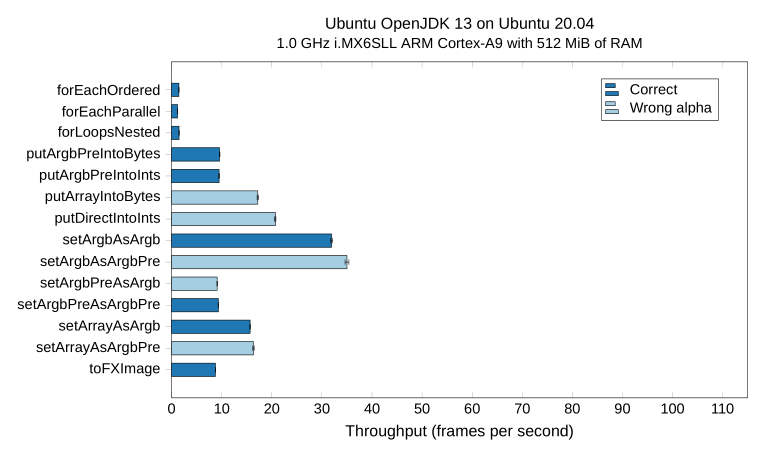 Ubuntu OpenJDK 13 on Ubuntu 20.04
1.0 GHz i.MX6SLL ARM Cortex-A9 with 512 MiB of RAM
Correct
Wrong alpha
forEachOrdered
forEachParallel
forLoopsNested
putArgbPreIntoBytes
putArgbPreIntoInts
putArrayIntoBytes
putDirectIntoInts
setArgbAsArgb
setArgbAsArgbPre
setArgbPreAsArgb
setArgbPreAsArgbPre
setArrayAsArgb
setArrayAsArgbPre
toFXImage
0 10 20 30 40 50 60 70 80 90 100 110
Throughput (frames per second)